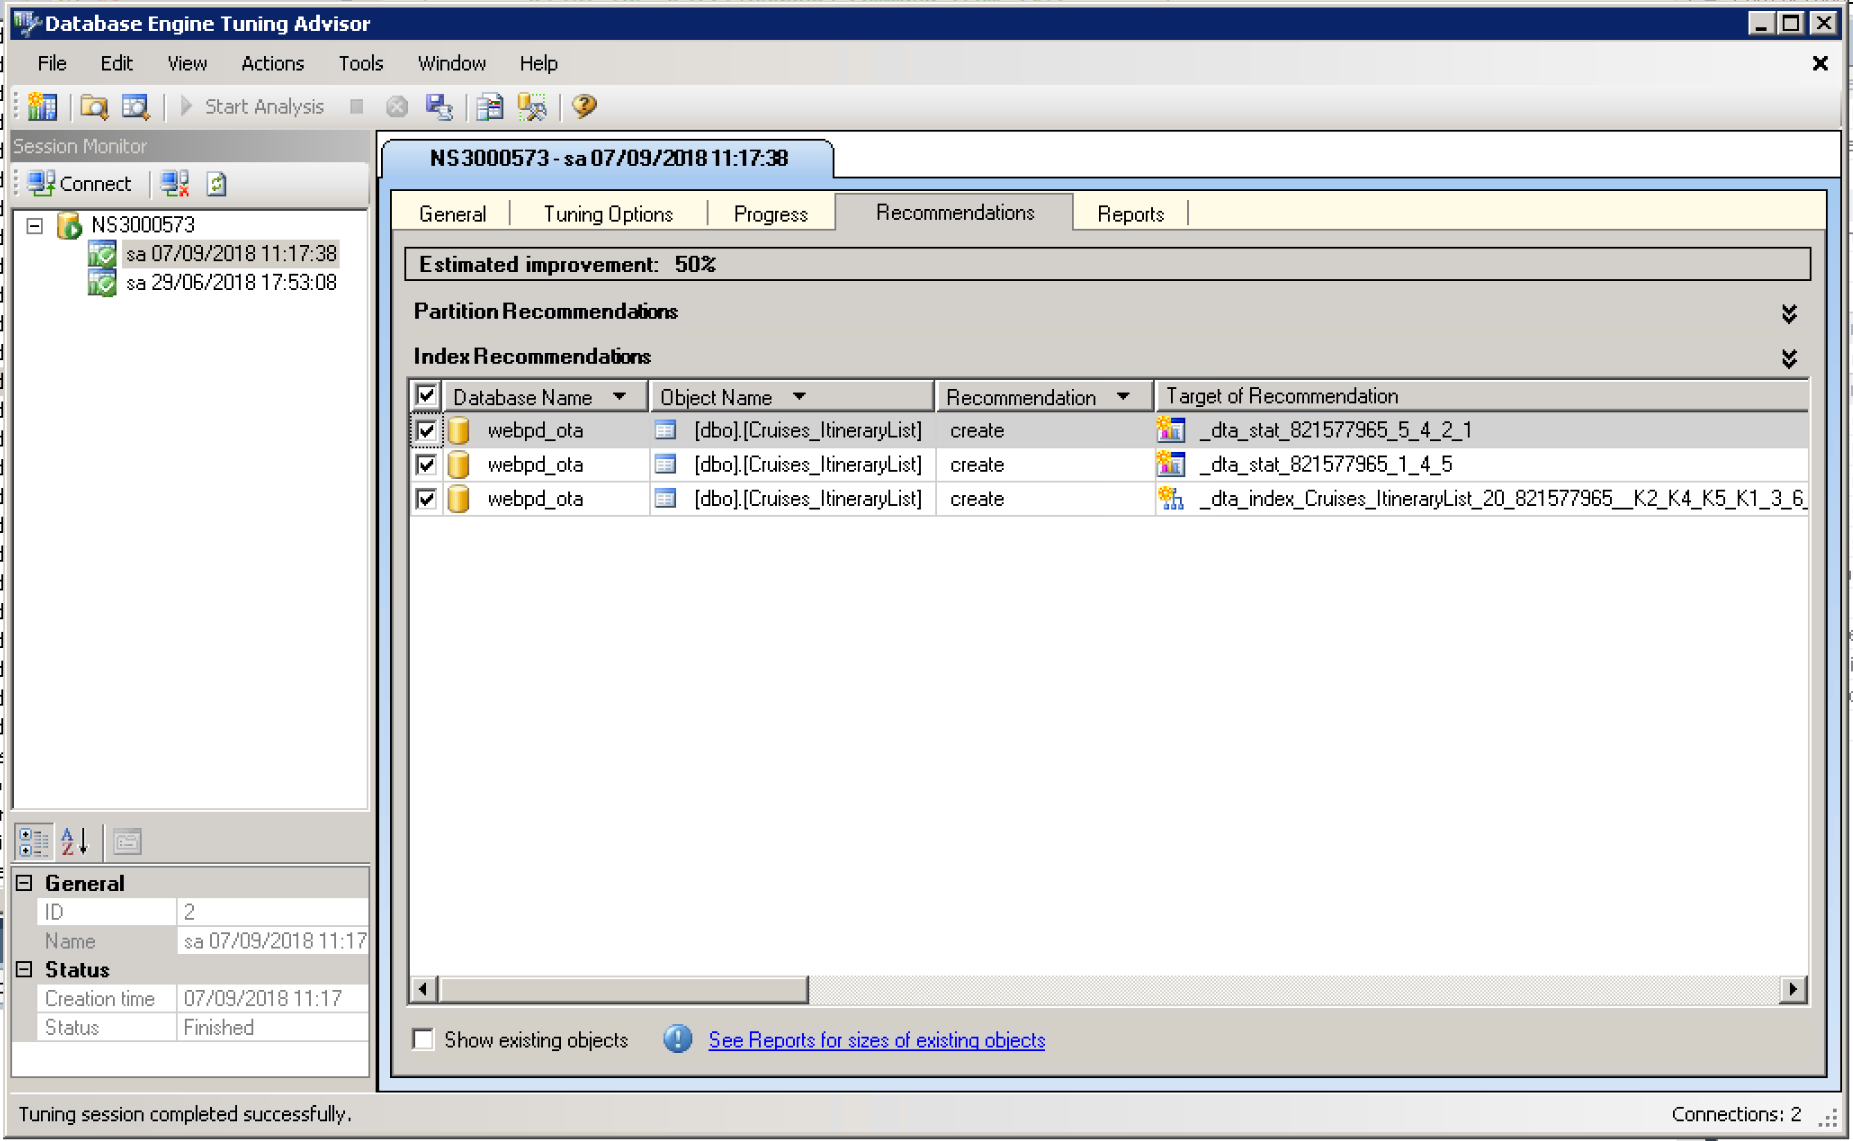 Database Engine Tuning Advisor
File Edit View Actions Tools Window Help
Start Analysis
Session Monitor
Connect
NS3000573
sa 07/09/2018 11:17:38
sa 29/06/2018 17:53:08
NS3000573 - sa 07/09/2018 11:17:38
General Tuning Options Progress Recommendations Reports
Estimated improvement: 50%
Partition Recommendations
Index Recommendations
Database Name Object Name Recommendation Target of Recommendation
webpd_ota [dbo].[Cruises_ItineraryList] create _dta_stat_821577965_5_4_2_1
webpd_ota [dbo].[Cruises_ItineraryList] create _dta_stat_821577965_1_4_5
webpd_ota [dbo].[Cruises_ItineraryList] create _dta_index_Cruises_ItineraryList_20_821577965__K2_K4_K5_K1_3_6_
General
ID 2
Name sa 07/09/2018 11:17
Status
Creation time 07/09/2018 11:17
Status Finished
Show existing objects See Reports for sizes of existing objects
Tuning session completed successfully. Connections: 2